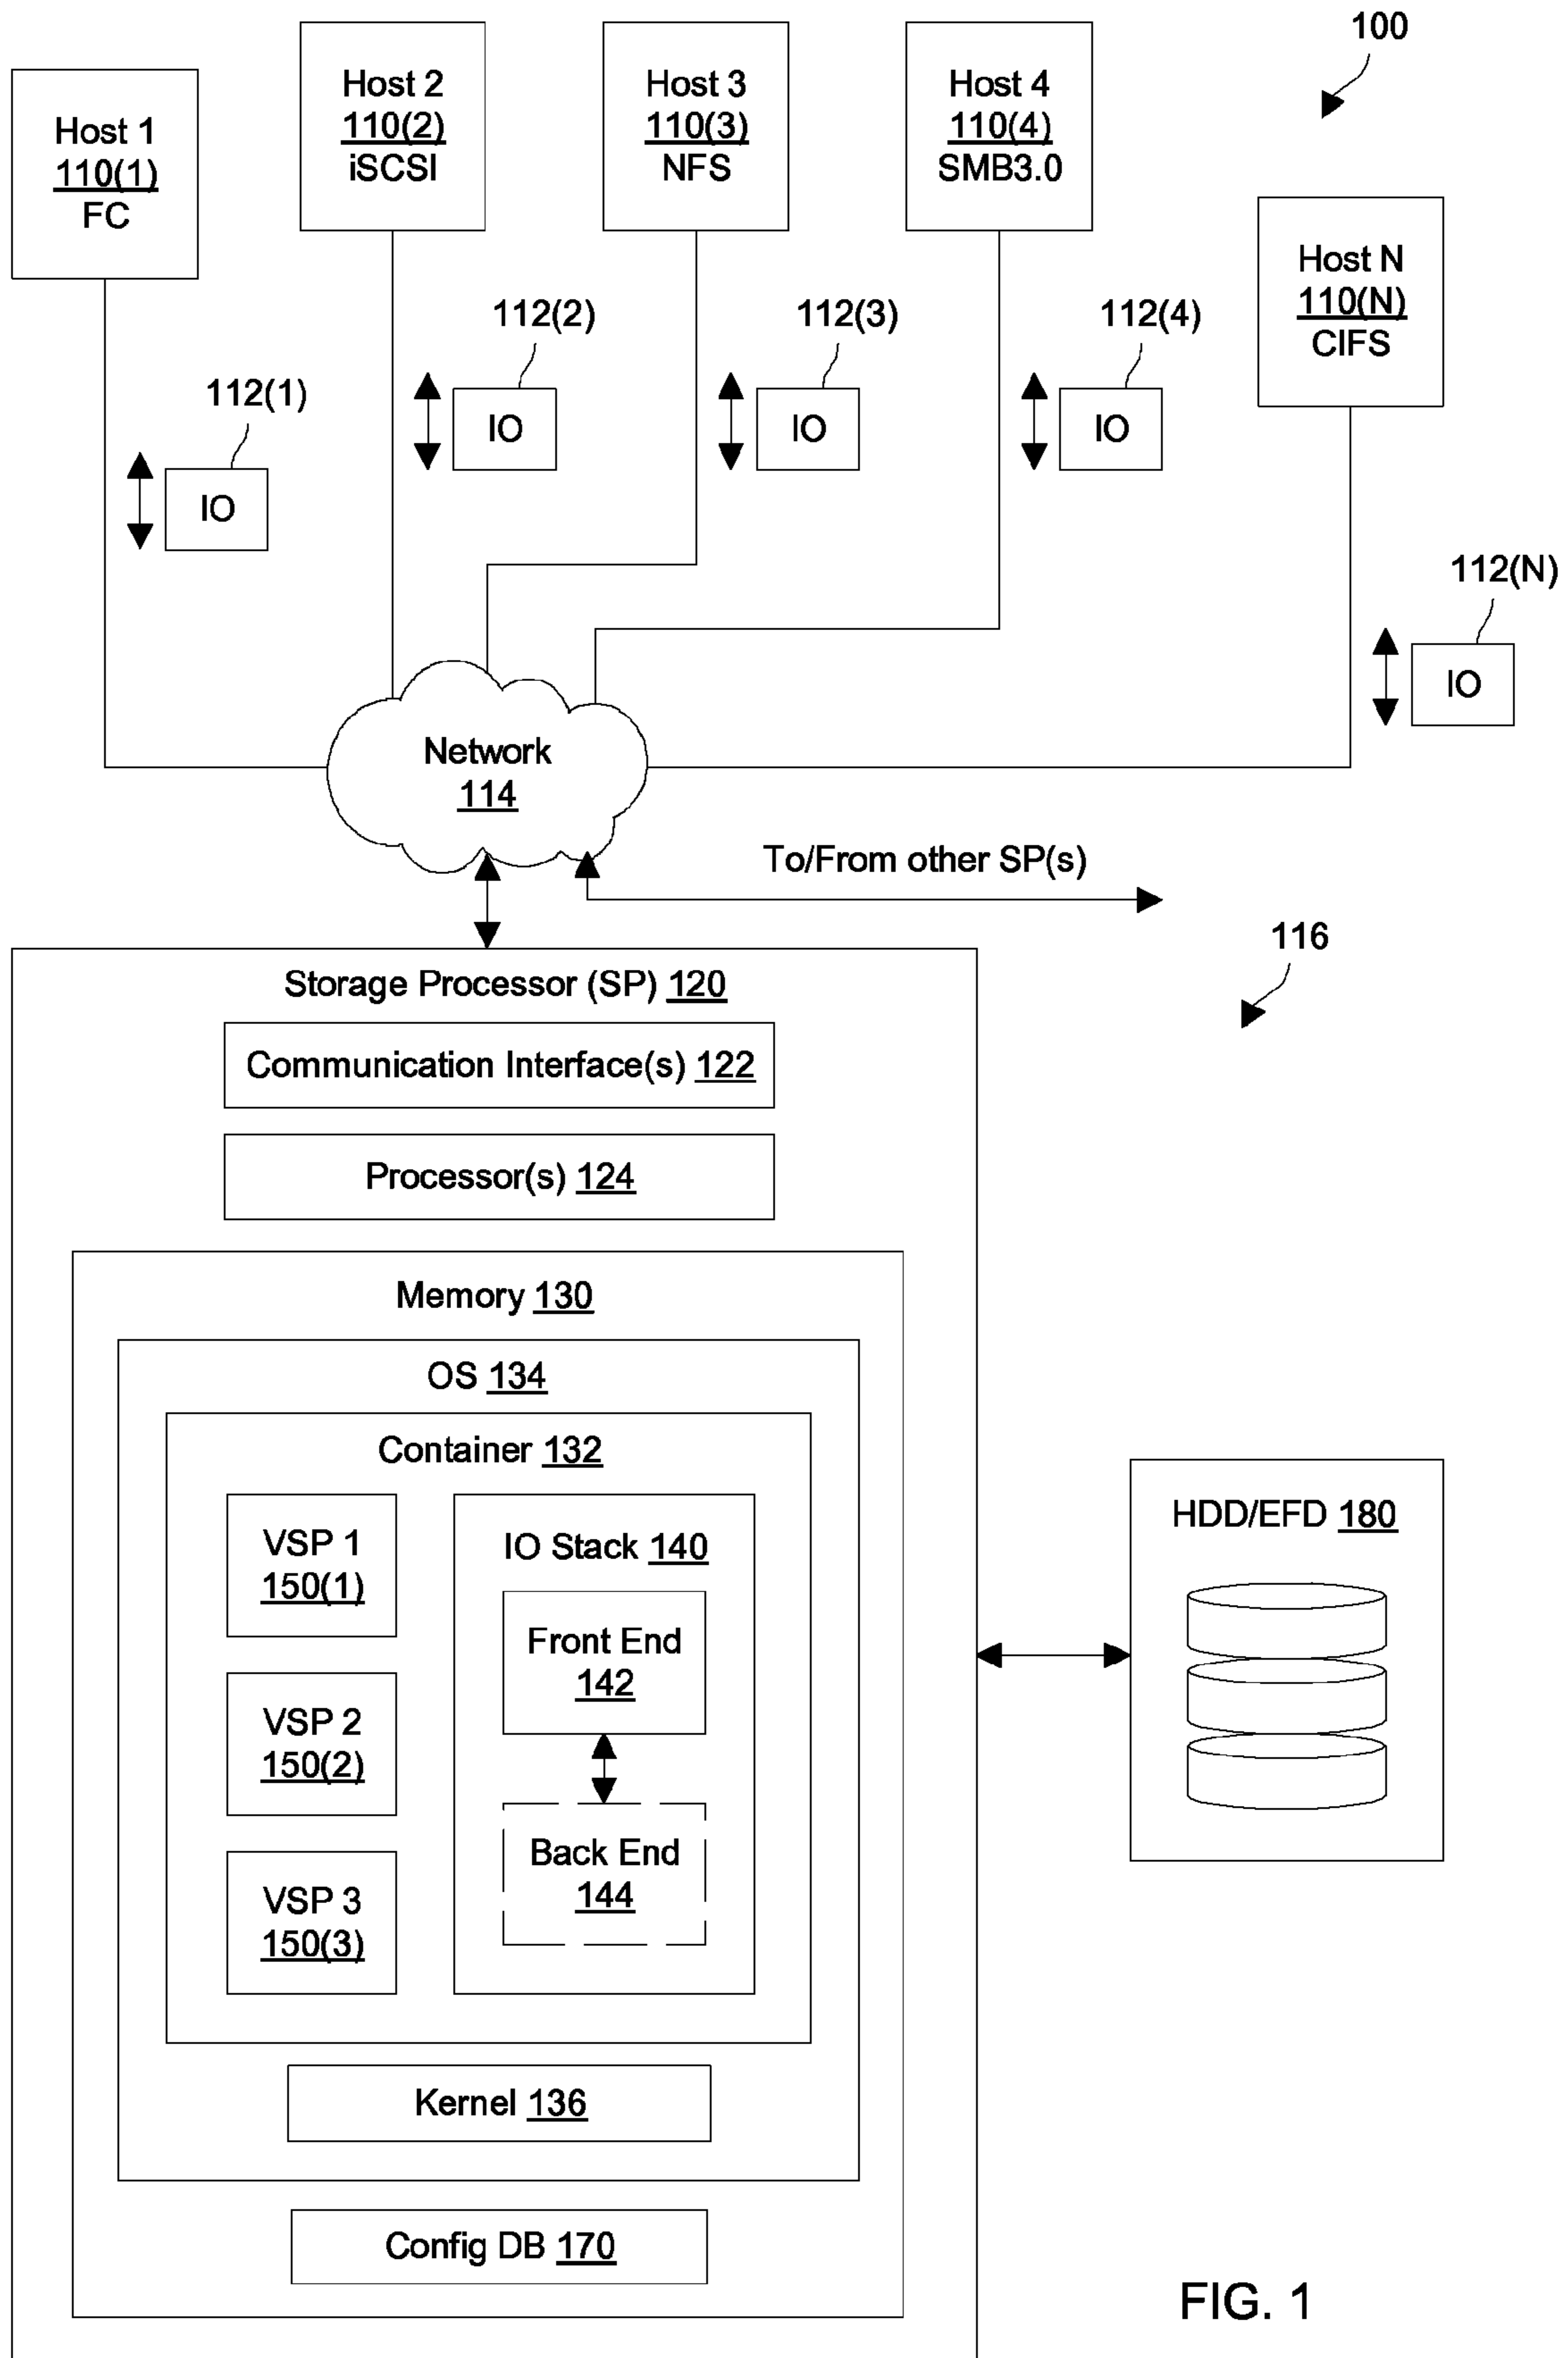 100
Host 1
110(1)
FC
Host 2
110(2)
iSCSI
Host 3
110(3)
NFS
Host 4
110(4)
SMB3.0
Host N
110(N)
CIFS
112(1)
IO
112(2)
IO
112(3)
IO
112(4)
IO
112(N)
IO
Network
114
To/From other SP(s)
116
Storage Processor (SP) 120
Communication Interface(s) 122
Processor(s) 124
Memory 130
OS 134
Container 132
VSP 1
150(1)
VSP 2
150(2)
VSP 3
150(3)
IO Stack 140
Front End
142
Back End
144
Kernel 136
Config DB 170
HDD/EFD 180
FIG. 1